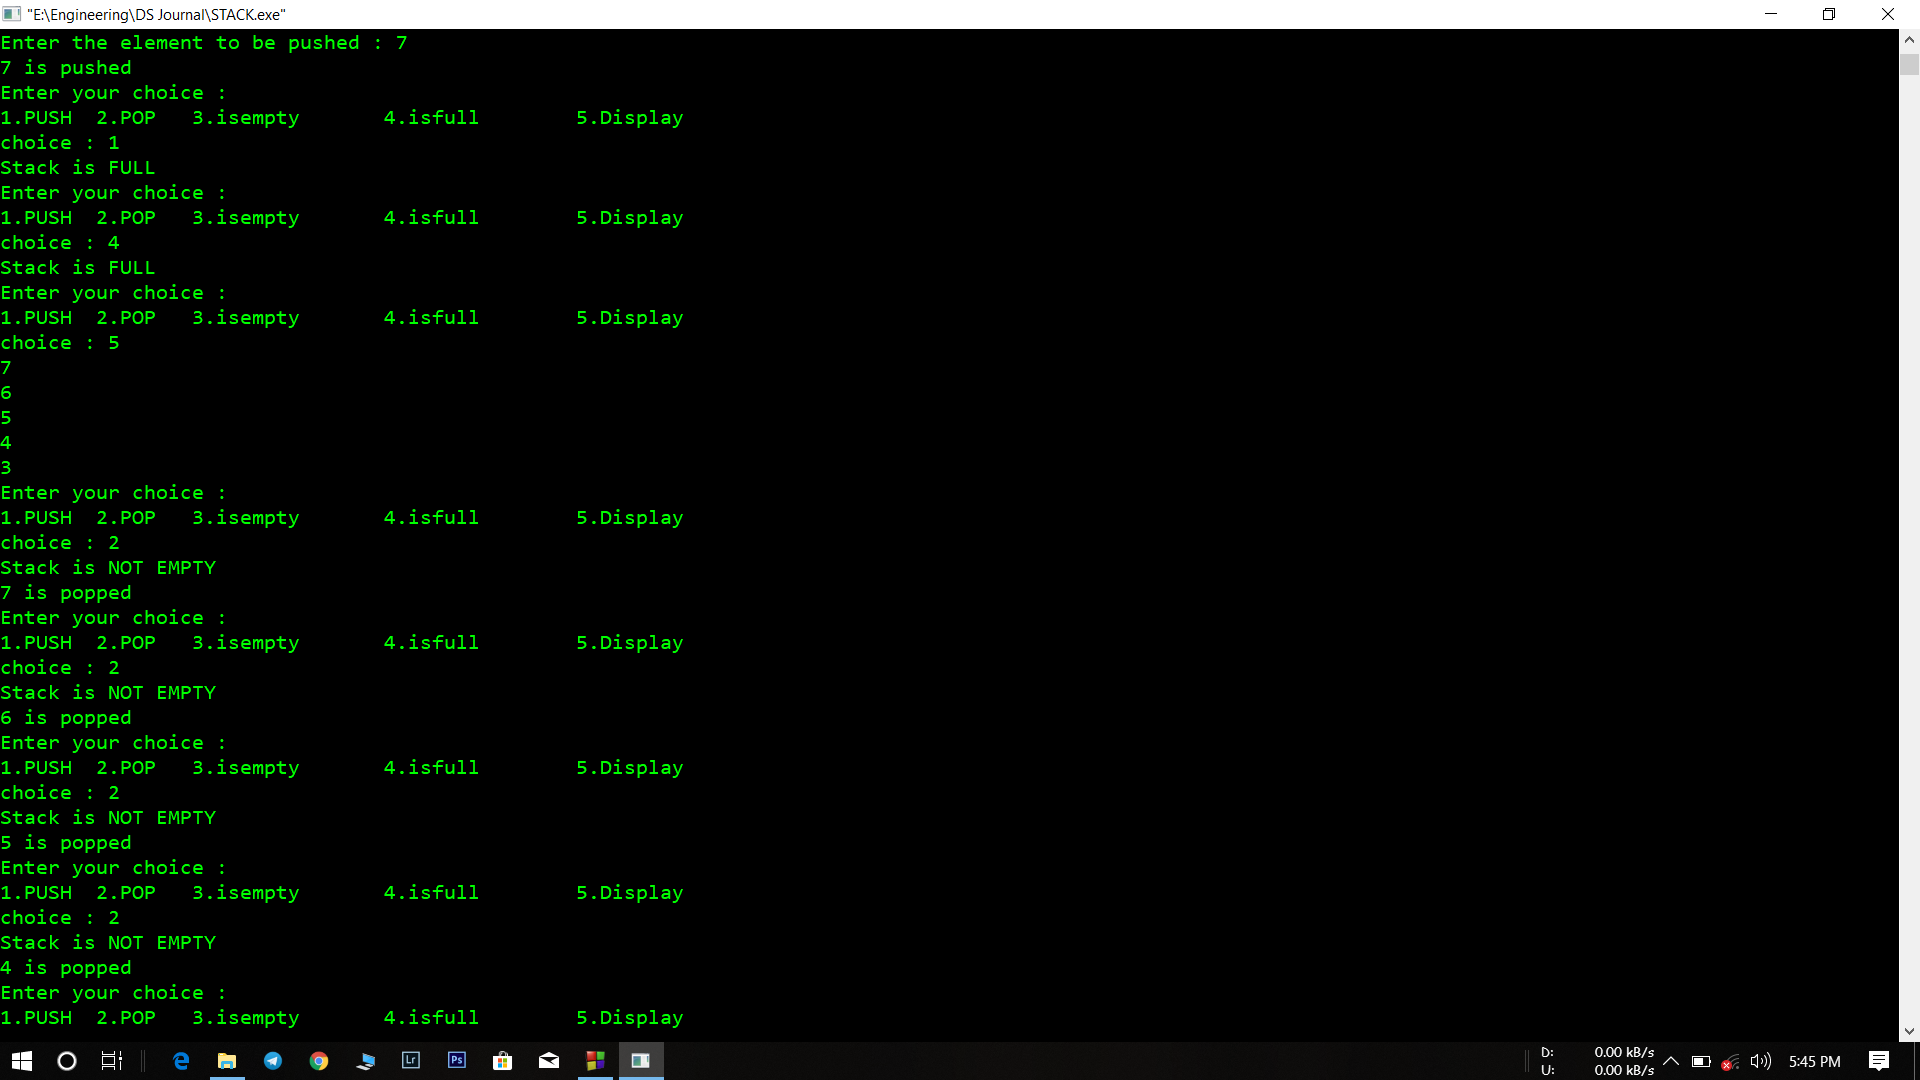 "E:\Engineering\DS Journal\STACK.exe"
Enter the element to be pushed : 7
7 is pushed
Enter your choice :
1.PUSH  2.POP   3.isempty       4.isfull        5.Display
choice : 1
Stack is FULL
Enter your choice :
1.PUSH  2.POP   3.isempty       4.isfull        5.Display
choice : 4
Stack is FULL
Enter your choice :
1.PUSH  2.POP   3.isempty       4.isfull        5.Display
choice : 5
7
6
5
4
3
Enter your choice :
1.PUSH  2.POP   3.isempty       4.isfull        5.Display
choice : 2
Stack is NOT EMPTY
7 is popped
Enter your choice :
1.PUSH  2.POP   3.isempty       4.isfull        5.Display
choice : 2
Stack is NOT EMPTY
6 is popped
Enter your choice :
1.PUSH  2.POP   3.isempty       4.isfull        5.Display
choice : 2
Stack is NOT EMPTY
5 is popped
Enter your choice :
1.PUSH  2.POP   3.isempty       4.isfull        5.Display
choice : 2
Stack is NOT EMPTY
4 is popped
Enter your choice :
1.PUSH  2.POP   3.isempty       4.isfull        5.Display
Lr
Ps
D: 0.00 kB/s
U: 0.00 kB/s
5:45 PM